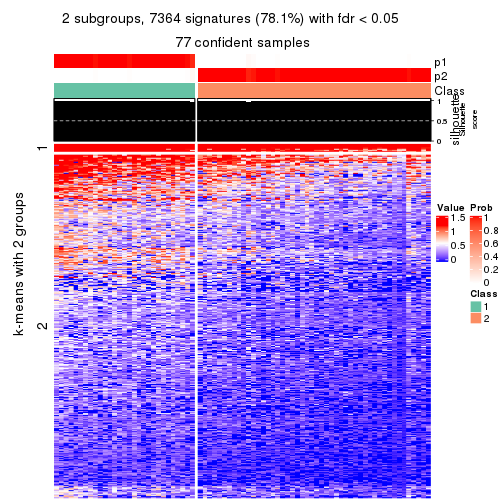 2 subgroups, 7364 signatures (78.1%) with fdr < 0.05
77 confident samples
p1
p2
Class
1
0.5
0
silhouette
Silhouette
score
k-means with 2 groups
1
2
Value
1.5
1
0.5
0
Prob
1
0.8
0.6
0.4
0.2
0
Class
1
2